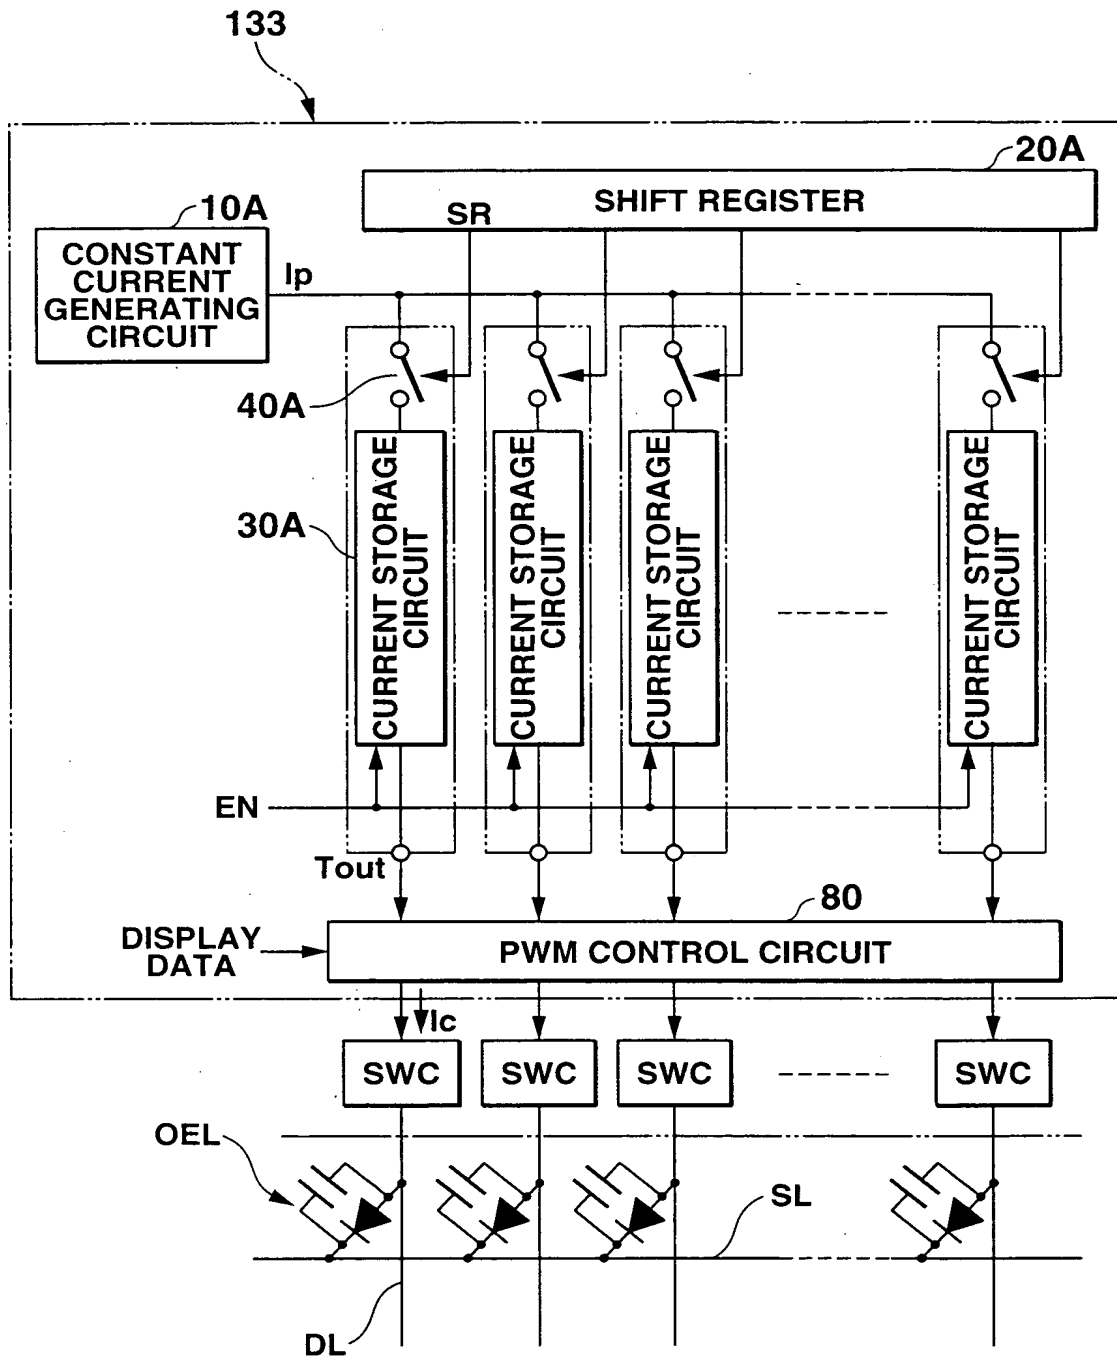 133
20A
SHIFT REGISTER
SR
10A
CONSTANT
CURRENT
GENERATING
CIRCUIT
Ip
40A
30A
CURRENT STORAGE
CIRCUIT
CURRENT STORAGE
CIRCUIT
CURRENT STORAGE
CIRCUIT
CURRENT STORAGE
CIRCUIT
EN
Tout
80
DISPLAY
DATA
PWM CONTROL CIRCUIT
Ic
SWC
SWC
SWC
SWC
OEL
SL
DL